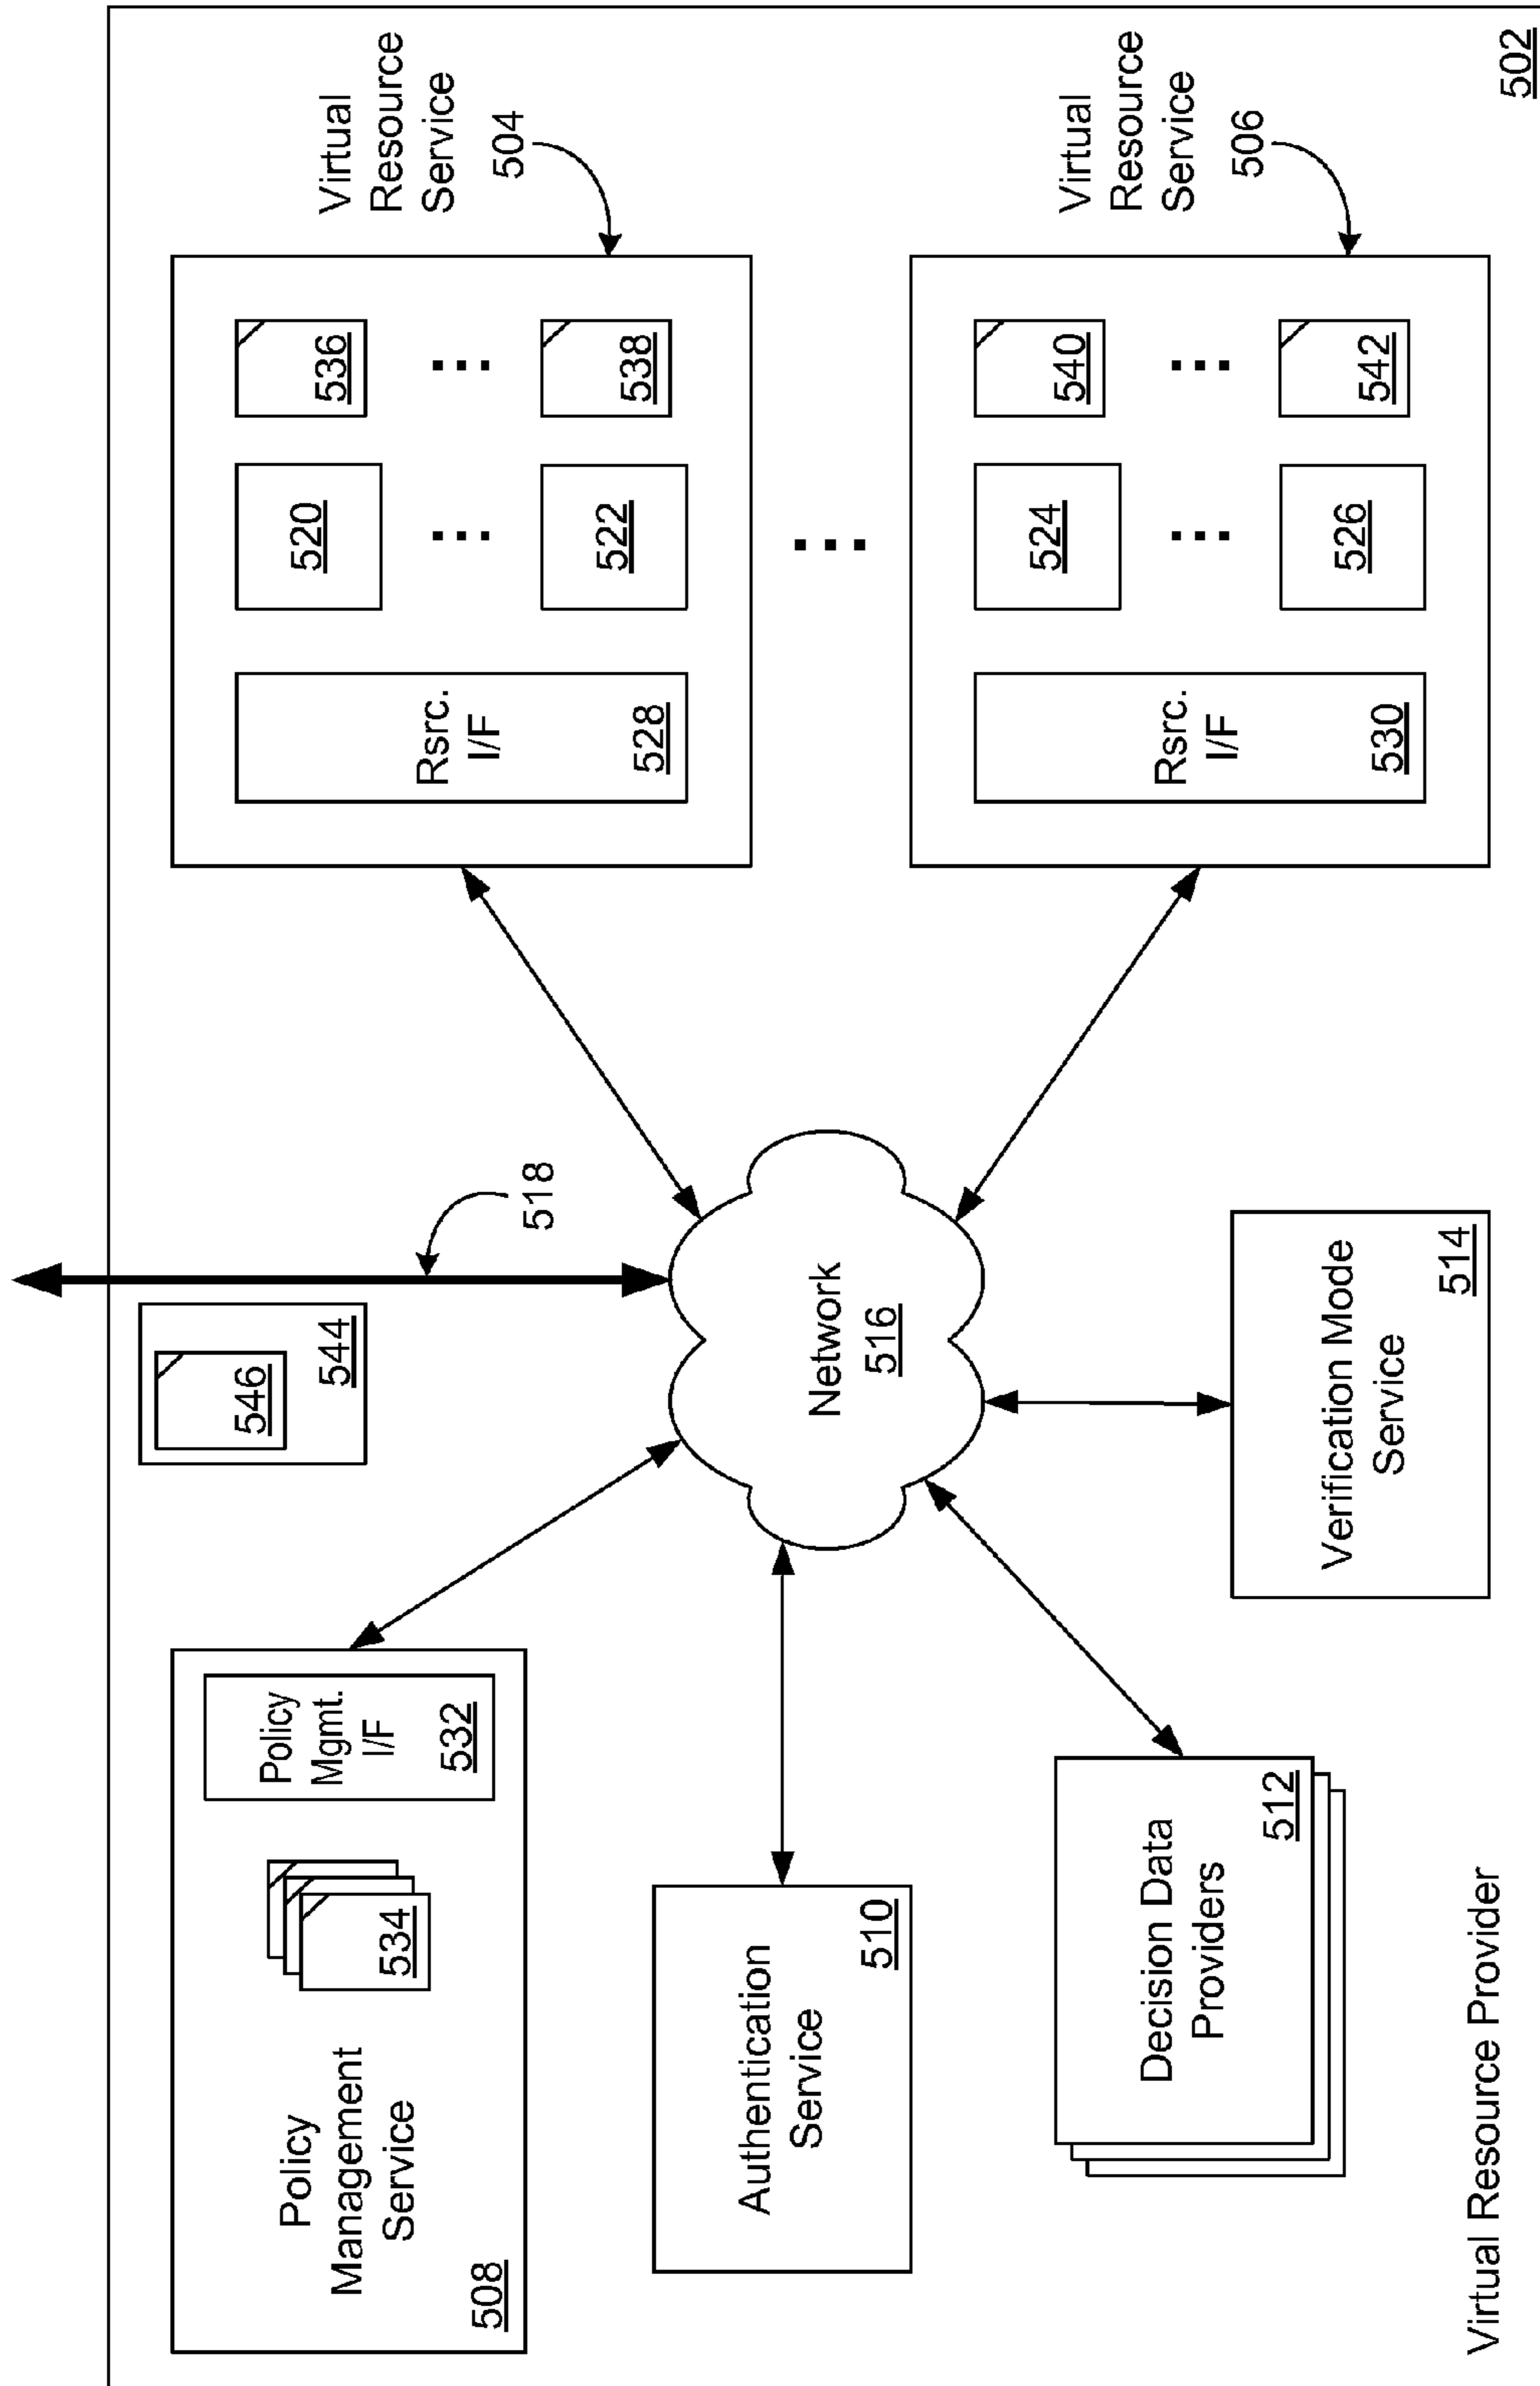 Policy
Management
Service
508
534
Policy
Mgmt.
I/F
532
546
544
518
Virtual
Resource
Service
504
Rsrc.
I/F
528
520
...
522
536
...
538
Authentication
Service
510
Network
516
...
Decision Data
Providers
512
Verification Mode
Service
514
Virtual
Resource
Service
506
Rsrc.
I/F
530
524
...
526
540
...
542
Virtual Resource Provider
502